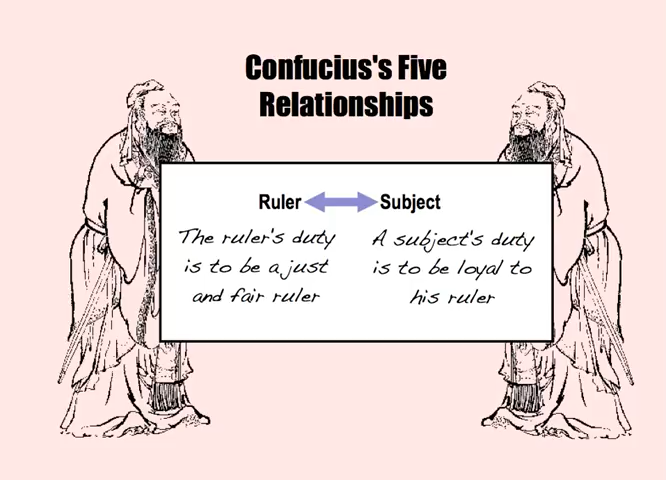 Confucius's Five
Relationships
Ruler Subject
The ruler's duty
is to be a just
and fair ruler
A subject's duty
is to be loyal to
his ruler